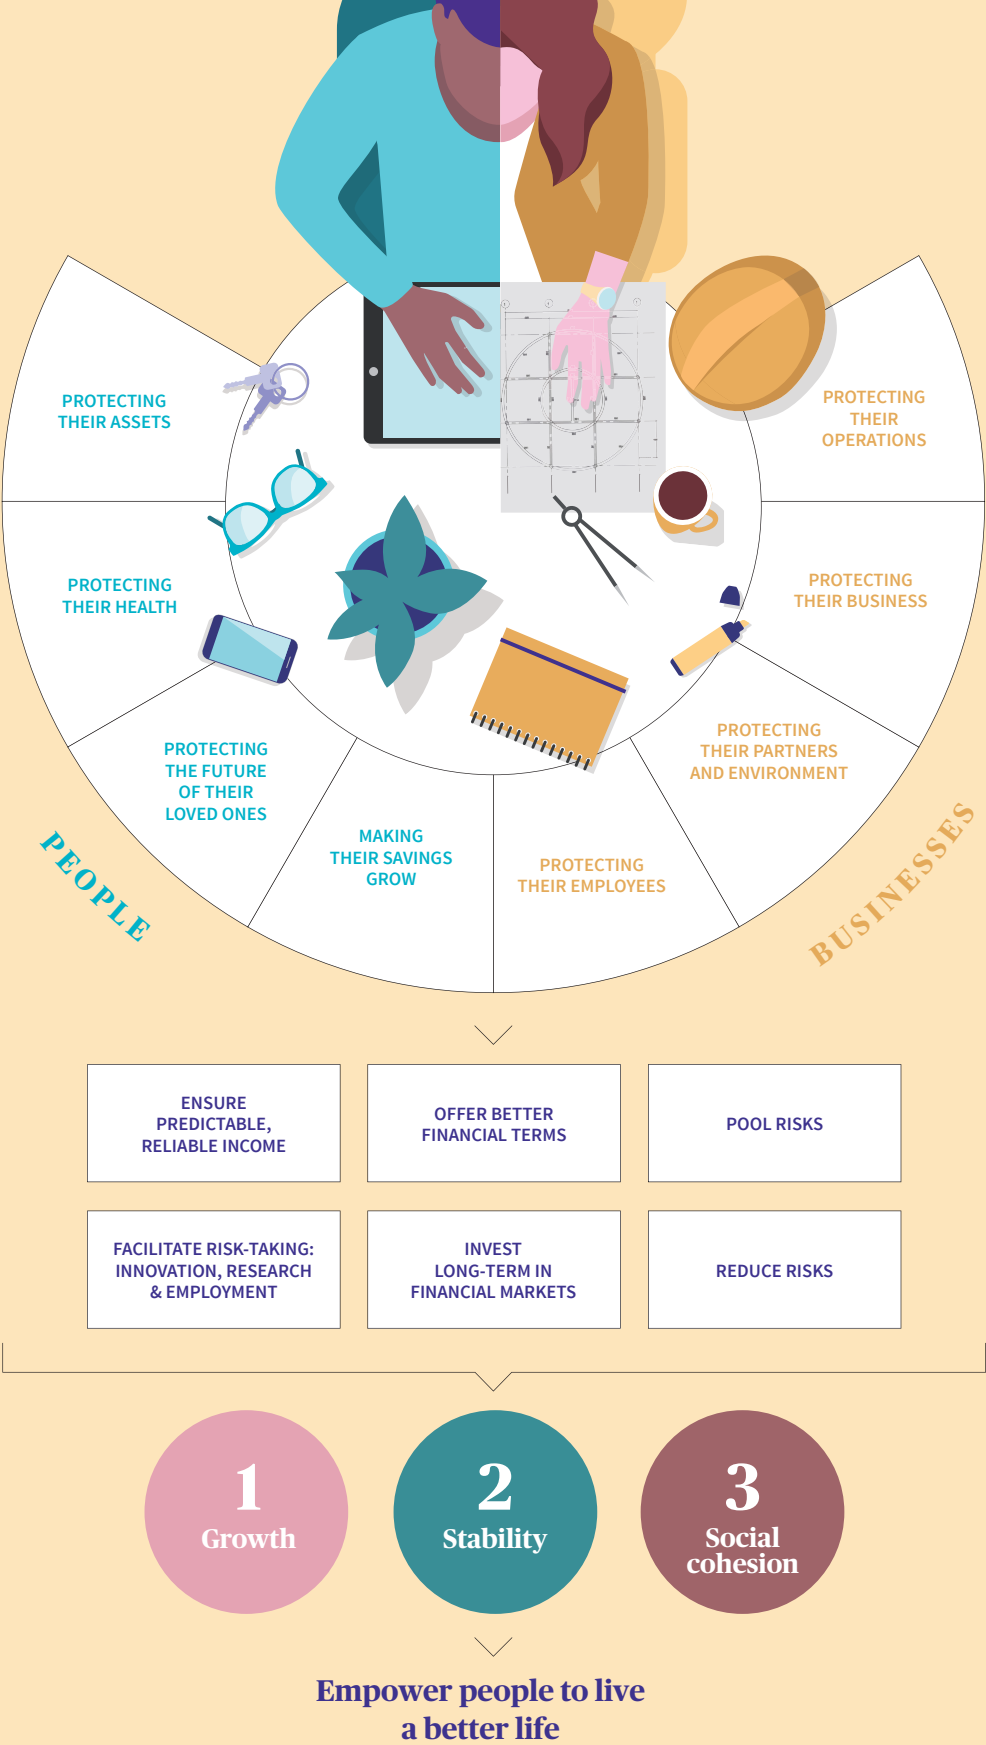 PROTECTING
THEIR ASSETS
PROTECTING
THEIR HEALTH
PROTECTING
THE FUTURE
OF THEIR
LOVED ONES
MAKING
THEIR SAVINGS
GROW
PEOPLE
PROTECTING
THEIR
OPERATIONS
PROTECTING
THEIR BUSINESS
PROTECTING
THEIR PARTNERS
AND ENVIRONMENT
PROTECTING
THEIR EMPLOYEES
BUSINESSES
ENSURE
PREDICTABLE,
RELIABLE INCOME
OFFER BETTER
FINANCIAL TERMS
POOL RISKS
FACILITATE RISK-TAKING:
INNOVATION, RESEARCH
& EMPLOYMENT
INVEST
LONG-TERM IN
FINANCIAL MARKETS
REDUCE RISKS
1
Growth
2
Stability
3
Social
cohesion
Empower people to live
a better life